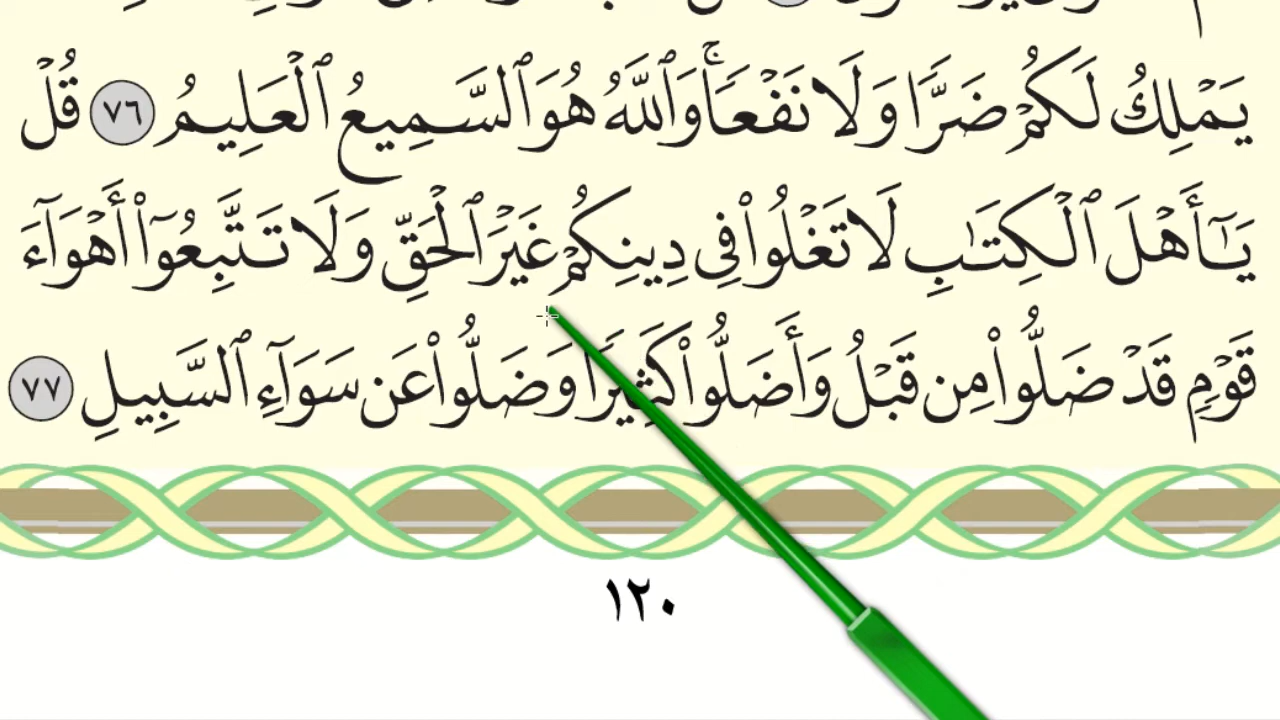 يَمْلِكُ لَكُمْ ضَرًّا وَلَا نَفْعًاۚ وَٱللَّهُ هُوَ ٱلسَّمِيعُ ٱلْعَلِيمُ ٧٦ قُلْ
يَـٰٓأَهْلَ ٱلْكِتَـٰبِ لَا تَغْلُوا۟ فِى دِينِكُمْ غَيْرَ ٱلْحَقِّ وَلَا تَتَّبِعُوٓا۟ أَهْوَآءَ
قَوْمٍ قَدْ ضَلُّوا۟ مِن قَبْلُ وَأَضَلُّوا۟ كَثِيرًا وَضَلُّوا۟ عَن سَوَآءِ ٱلسَّبِيلِ ٧٧
١٢٠